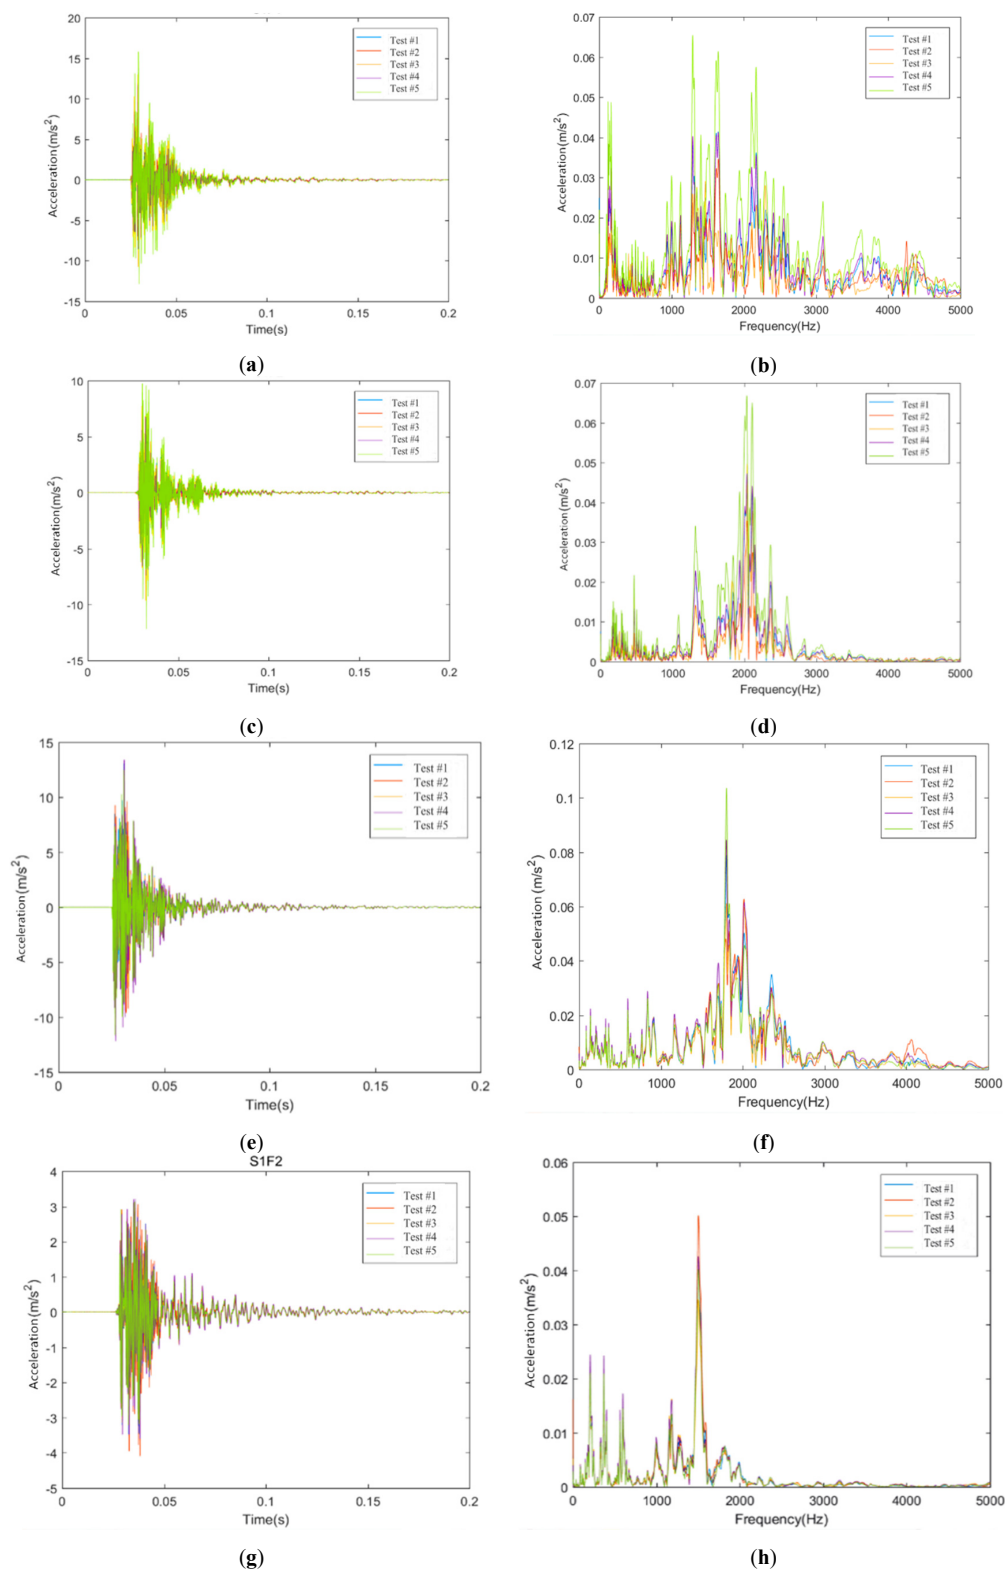 20
15
10
5
0
-5
-10
-15
0
0.05
0.1
0.15
0.2
Acceleration(m/s²)
Time(s)
Test #1
Test #2
Test #3
Test #4
Test #5
(a)
0.07
0.06
0.05
0.04
0.03
0.02
0.01
0
0
1000
2000
3000
4000
5000
Acceleration(m/s²)
Frequency(Hz)
Test #1
Test #2
Test #3
Test #4
Test #5
(b)
10
5
0
-5
-10
-15
0
0.05
0.1
0.15
0.2
Acceleration(m/s²)
Time(s)
Test #1
Test #2
Test #3
Test #4
Test #5
(c)
0.07
0.06
0.05
0.04
0.03
0.02
0.01
0
0
1000
2000
3000
4000
5000
Acceleration(m/s²)
Frequency(Hz)
Test #1
Test #2
Test #3
Test #4
Test #5
(d)
15
10
5
0
-5
-10
-15
0
0.05
0.1
0.15
0.2
Acceleration(m/s²)
Time(s)
Test #1
Test #2
Test #3
Test #4
Test #5
(e)
0.12
0.1
0.08
0.06
0.04
0.02
0
0
1000
2000
3000
4000
5000
Acceleration (m/s²)
Frequency(Hz)
Test #1
Test #2
Test #3
Test #4
Test #5
(f)
S1F2
4
3
2
1
0
-1
-2
-3
-4
-5
0
0.05
0.1
0.15
0.2
Acceleration(m/s²)
Time(s)
Test #1
Test #2
Test #3
Test #4
Test #5
(g)
0.06
0.05
0.04
0.03
0.02
0.01
0
0
1000
2000
3000
4000
5000
Acceleration(m/s²)
Frequency(Hz)
Test #1
Test #2
Test #3
Test #4
Test #5
(h)